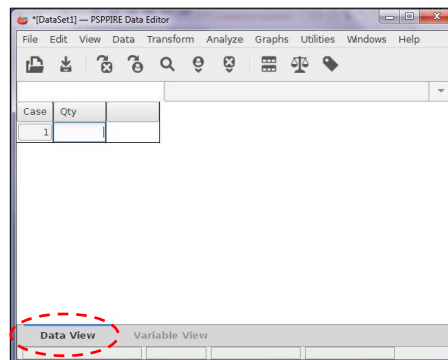 *[DataSet1] — PSPPIRE Data Editor
File Edit View Data Transform Analyze Graphs Utilities Windows Help
Case Qty
1
Data View Variable View